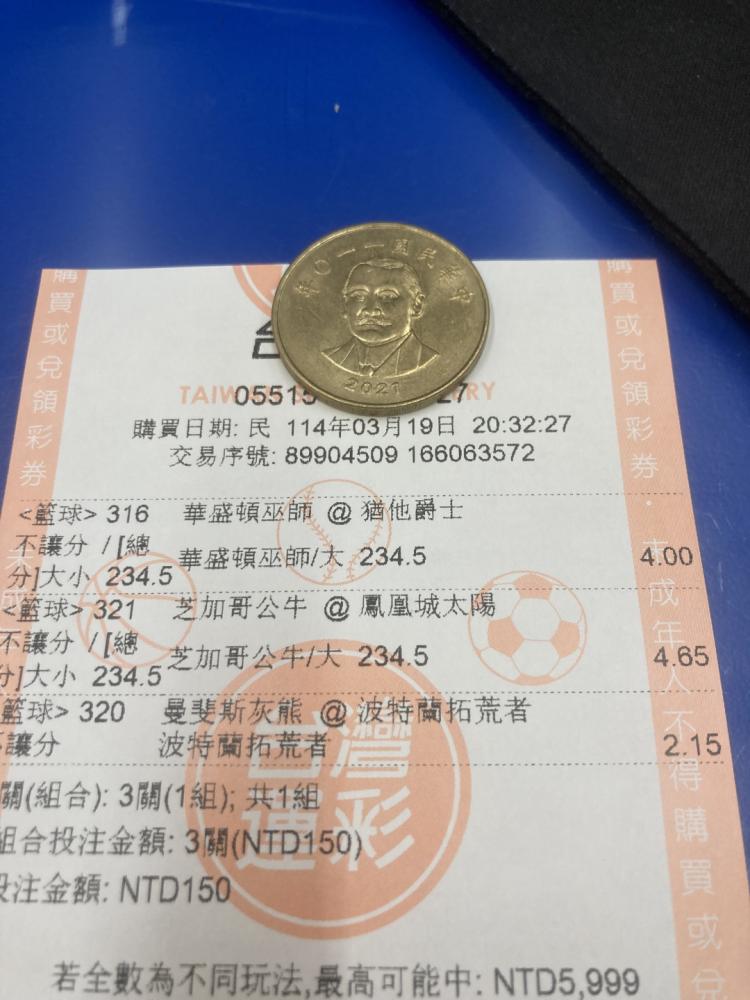 中華民國一一〇年
2021
TAIWAN
RY
05515
27
購買日期: 民 114年03月19日 20:32:27
交易序號: 89904509 166063572
<籃球> 316 華盛頓巫師 @ 猶他爵士
不讓分 / [總
分]大小 234.5
華盛頓巫師/大 234.5 4.00
<籃球> 321 芝加哥公牛 @ 鳳凰城太陽
不讓分 / [總
分]大小 234.5
芝加哥公牛/大 234.5 4.65
籃球> 320 曼斐斯灰熊 @ 波特蘭拓荒者
讓分 波特蘭拓荒者 2.15
關(組合): 3關(1組); 共1組
組合投注金額: 3關(NTD150)
投注金額: NTD150
若全數為不同玩法,最高可能中: NTD5,999
台灣運彩
購買或兌領彩券
購買或兌領彩券・未成年人不得購買或兌